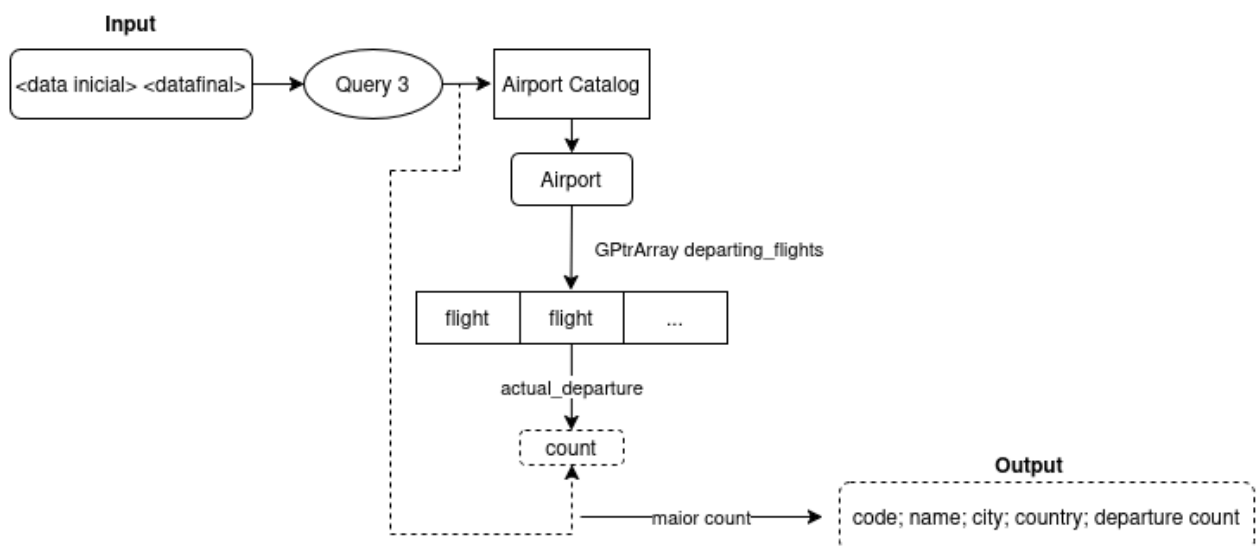 Input
<data inicial> <datafinal>
Query 3
Airport Catalog
Airport
GPtrArray departing_flights
flight
flight
...
actual_departure
count
Output
maior count
code; name; city; country; departure count